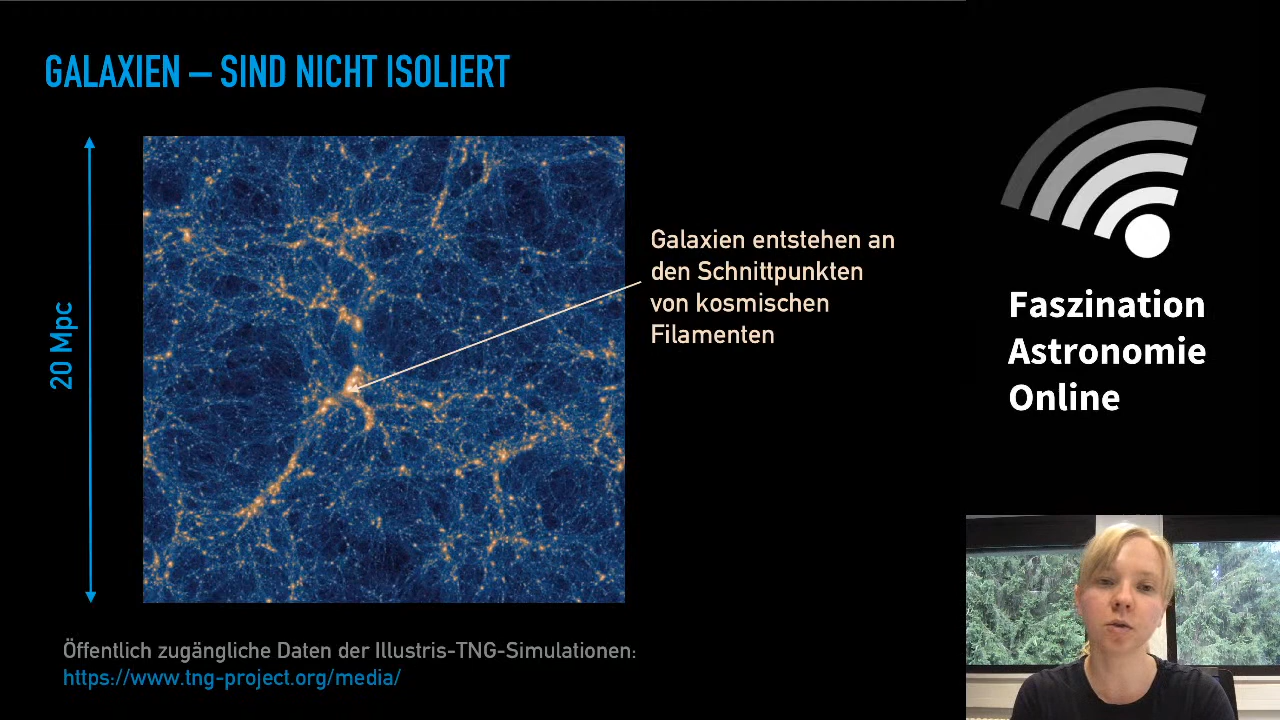 GALAXIEN – SIND NICHT ISOLIERT
20 Mpc
Galaxien entstehen an
den Schnittpunkten
von kosmischen
Filamenten
Öffentlich zugängliche Daten der Illustris-TNG-Simulationen:
https://www.tng-project.org/media/
Faszination
Astronomie
Online